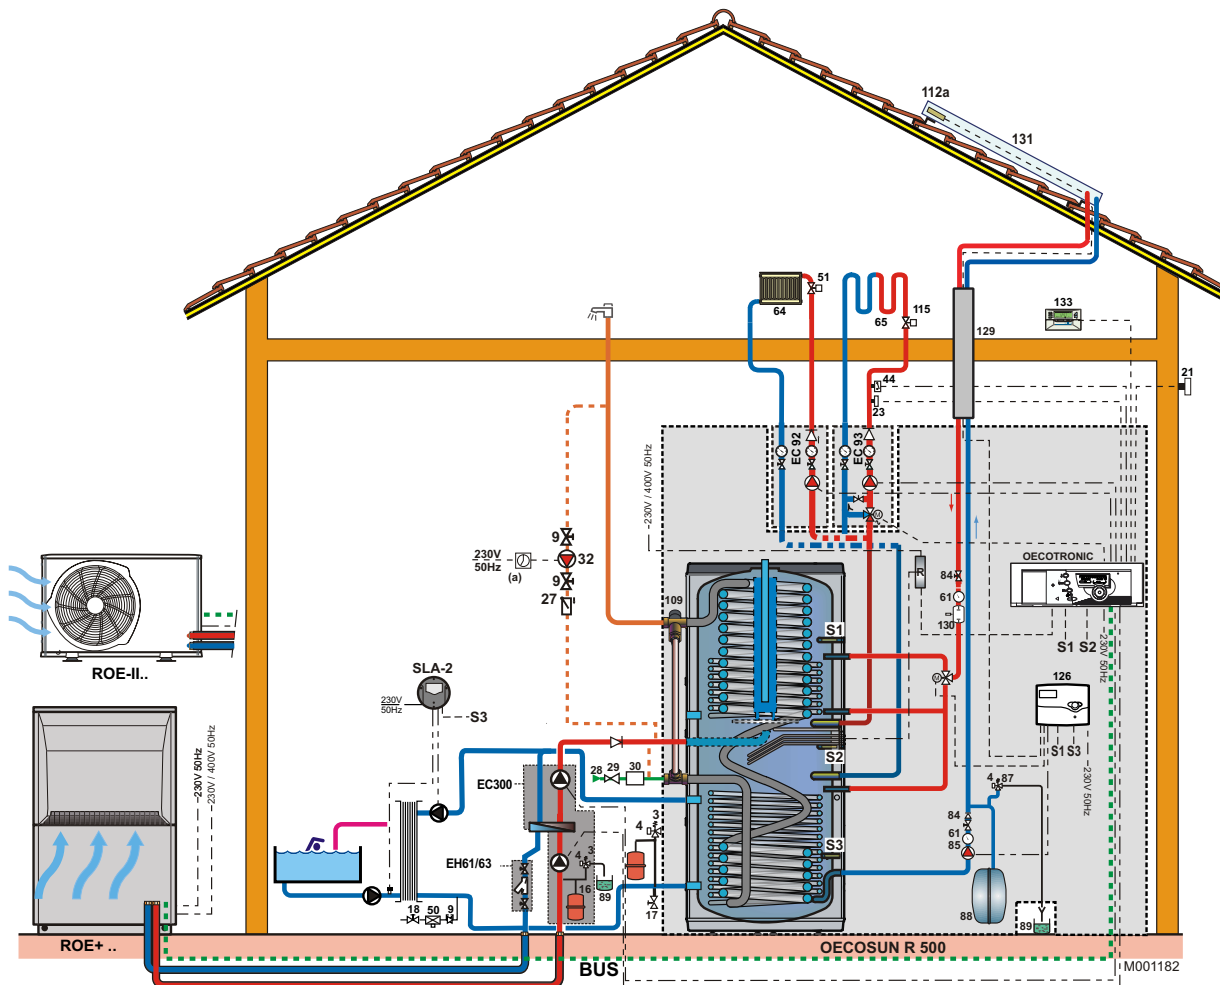 112a
131
51
64
65
115
129
133
44
23
21
EC 92
EC 93
230V / 400V 50Hz
M
9
32
230V
50Hz
(a)
9
27
109
R
OECOTRONIC
84
61
130
S1
S1 S2
230V 50Hz
ROE-II..
SLA-2
230V
50Hz
S3
M
126
S1 S3
230V 50Hz
S2
28 29 30
EC300
4 87
230V 50Hz
230V / 400V 50Hz
3
4
84
61
85
S3
EH61/63
4 3
16
89
18 50 9
17
88
89
ROE+ ..
OECOSUN R 500
BUS
M001182